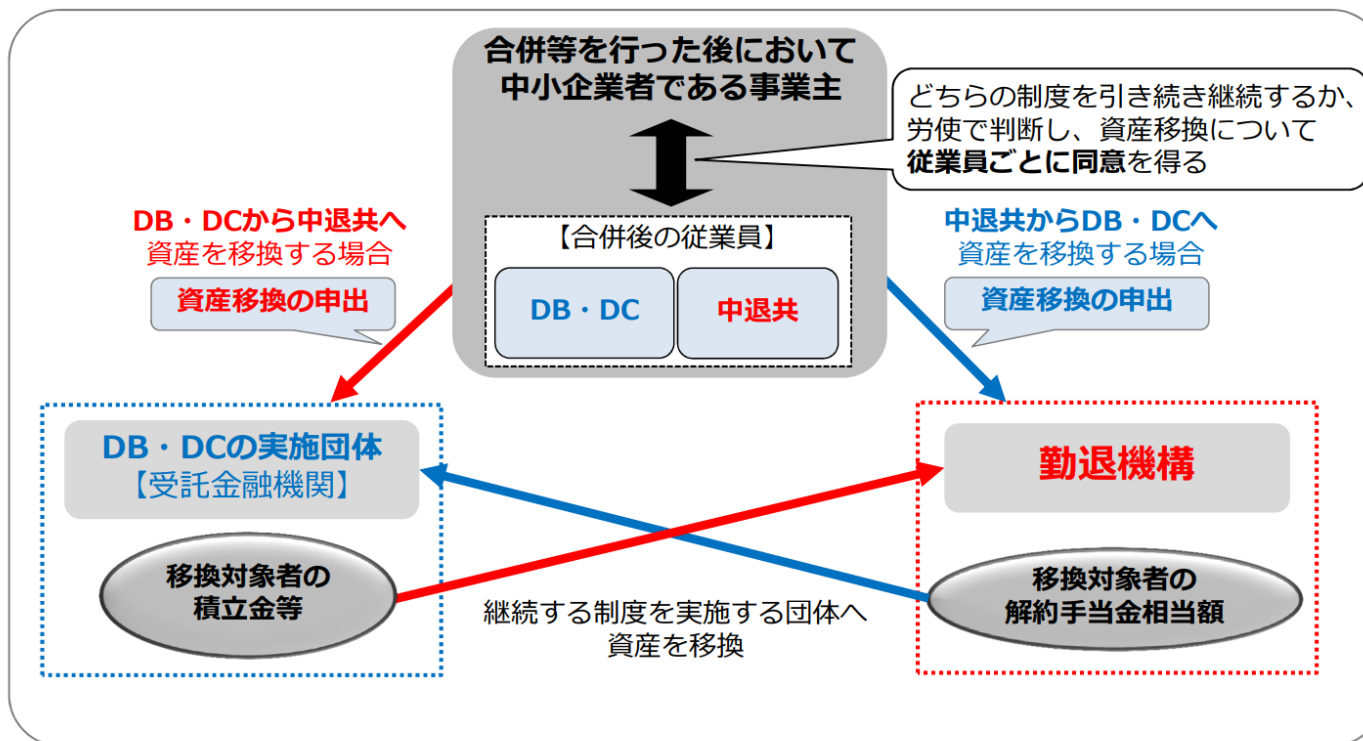 合併等を行った後において
中小企業者である事業主
どちらの制度を引き続き継続するか、
労使で判断し、資産移換について
従業員ごとに同意を得る
DB・DCから中退共へ
資産を移換する場合
資産移換の申出
【合併後の従業員】
DB・DC
中退共
中退共からDB・DCへ
資産を移換する場合
資産移換の申出
DB・DCの実施団体
【受託金融機関】
勤退機構
移換対象者の
積立金等
継続する制度を実施する団体へ
資産を移換
移換対象者の
解約手当金相当額